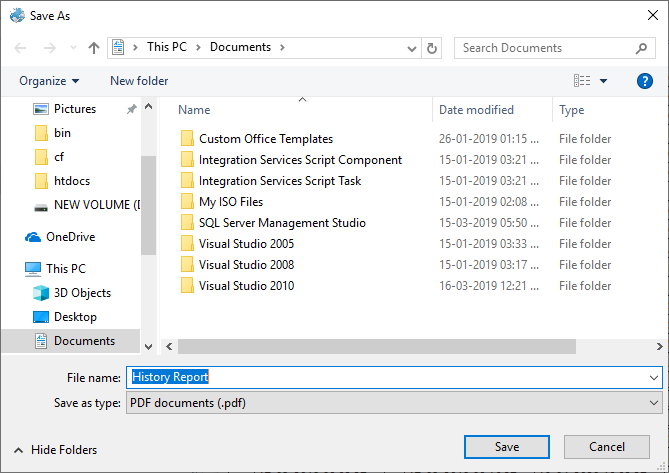 Save As
This PC > Documents >
Search Documents
Organize
New folder
?
Name
Date modified
Type
Pictures
bin
cf
htdocs
NEW VOLUME (D
OneDrive
This PC
3D Objects
Desktop
Documents
Custom Office Templates 26-01-2019 01:15 ... File folder
Integration Services Script Component 15-01-2019 03:21 ... File folder
Integration Services Script Task 15-01-2019 03:21 ... File folder
My ISO Files 15-01-2019 02:08 ... File folder
SQL Server Management Studio 15-03-2019 05:50 ... File folder
Visual Studio 2005 15-01-2019 03:33 ... File folder
Visual Studio 2008 15-01-2019 03:17 ... File folder
Visual Studio 2010 16-03-2019 12:21 ... File folder
File name: History Report
Save as type: PDF documents (.pdf)
Hide Folders
Save
Cancel